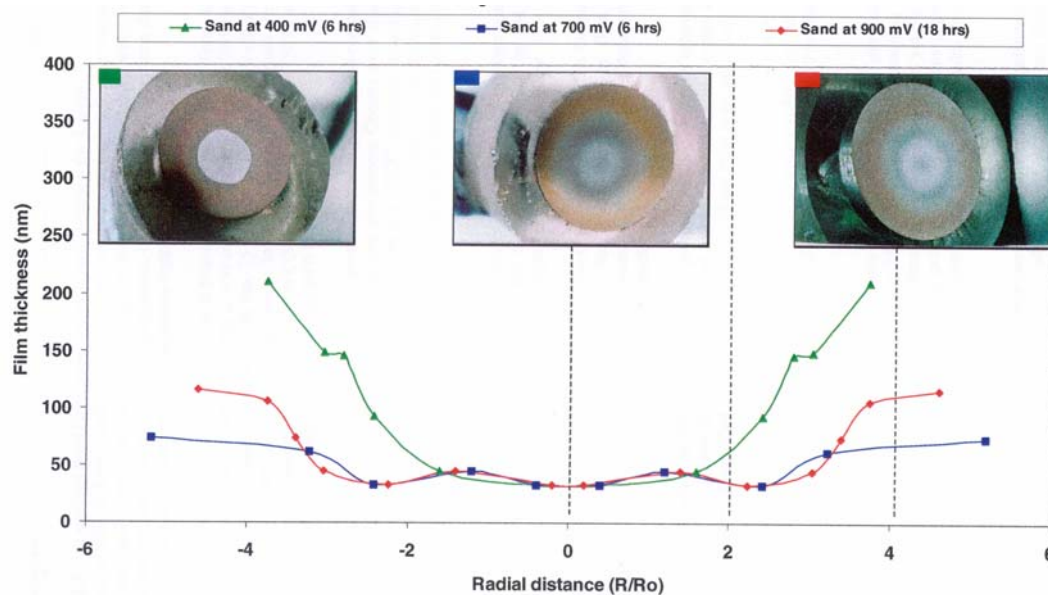 Sand at 400 mV (6 hrs) Sand at 700 mV (6 hrs) Sand at 900 mV (18 hrs)
400
350
300
250
200
150
100
50
0
Film thickness (nm)
-6 -4 -2 0 2 4 6
Radial distance (R/Ro)